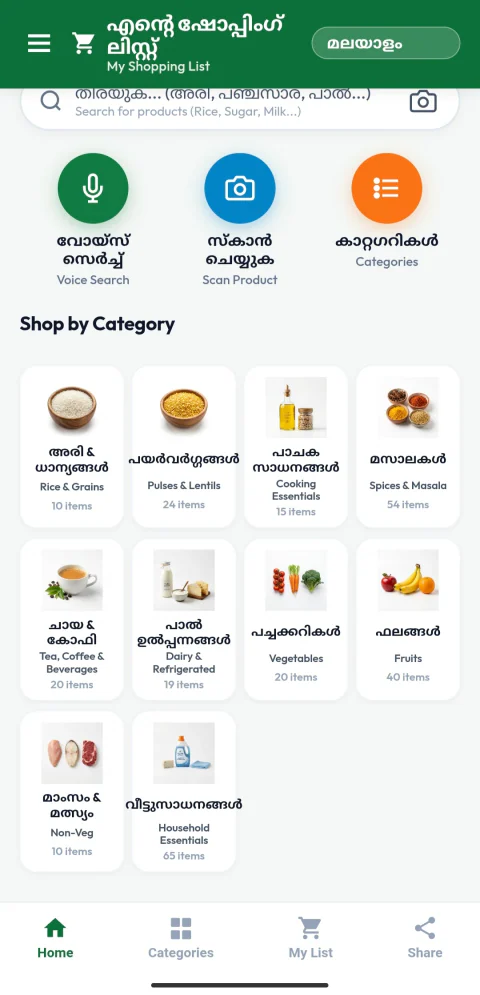 എന്റെ ഷോപ്പിംഗ്
ലിസ്റ്റ്
My Shopping List
മലയാളം
തിരയുക... (അരി, പഞ്ചസാര, പാൽ...)
Search for products (Rice, Sugar, Milk...)
വോയ്സ്
സെർച്ച്
Voice Search
സ്കാൻ
ചെയ്യുക
Scan Product
കാറ്റഗറികൾ
Categories
Shop by Category
അരി &
ധാന്യങ്ങൾ
Rice & Grains
10 items
പയർവർഗ്ഗങ്ങൾ
Pulses & Lentils
24 items
പാചക
സാധനങ്ങൾ
Cooking
Essentials
15 items
മസാലകൾ
Spices & Masala
54 items
ചായ &
കോഫി
Tea, Coffee &
Beverages
20 items
പാൽ
ഉൽപ്പന്നങ്ങൾ
Dairy &
Refrigerated
19 items
പച്ചക്കറികൾ
Vegetables
20 items
ഫലങ്ങൾ
Fruits
40 items
മാംസം &
മത്സ്യം
Non-Veg
10 items
വീട്ടുസാധനങ്ങൾ
Household
Essentials
65 items
Home
Categories
My List
Share